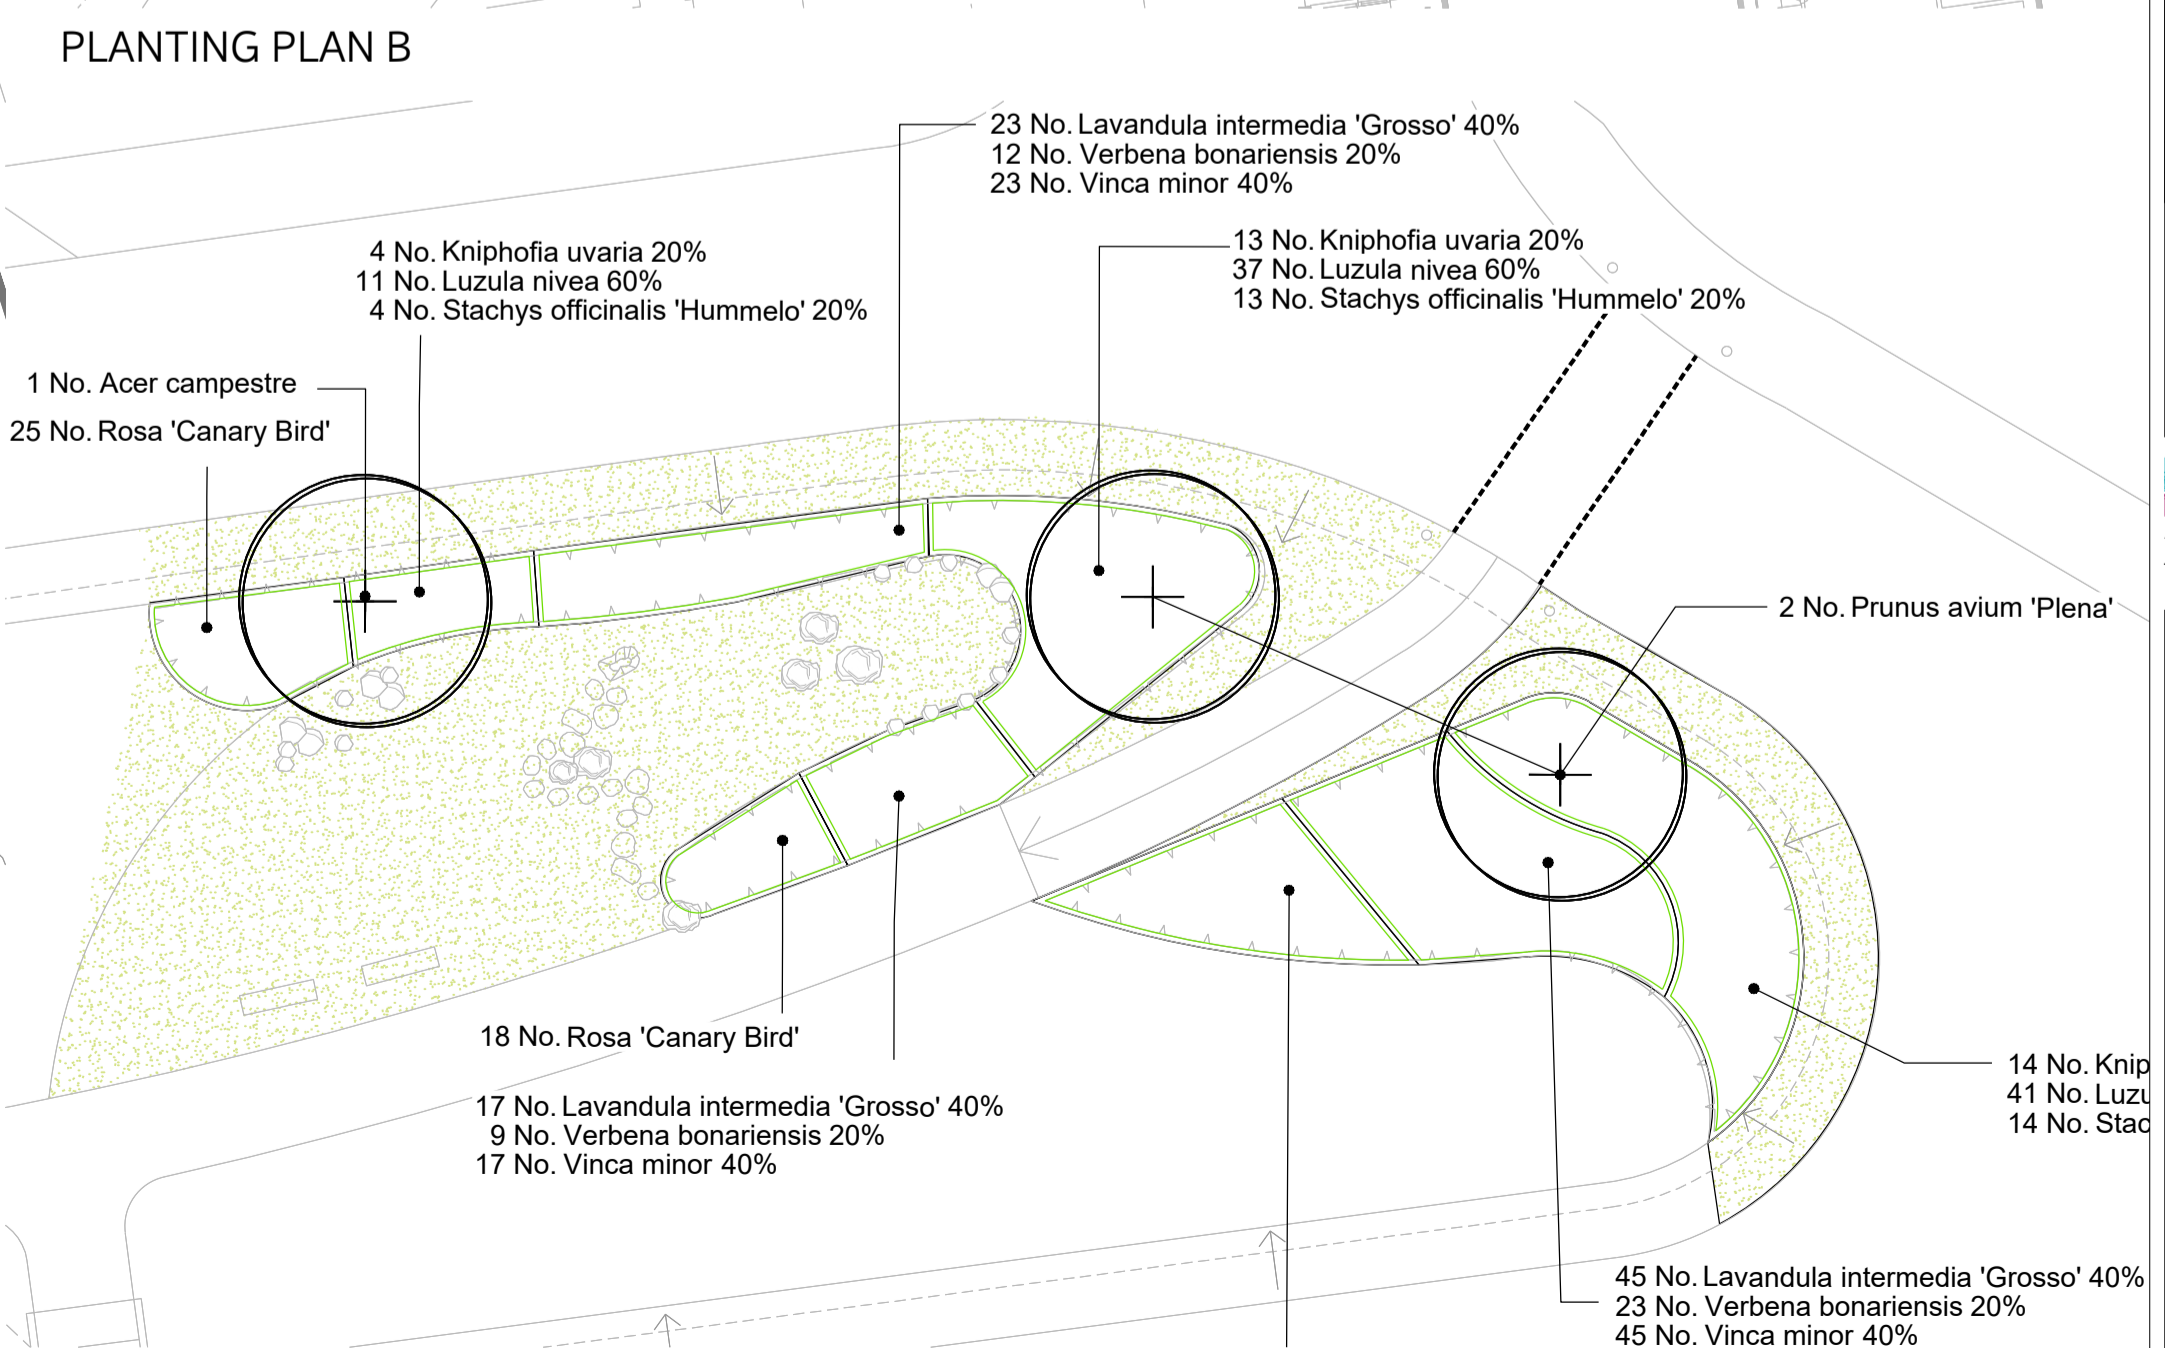 PLANTING PLAN B
23 No. Lavandula intermedia 'Grosso' 40%
12 No. Verbena bonariensis 20%
23 No. Vinca minor 40%
4 No. Kniphofia uvaria 20%
11 No. Luzula nivea 60%
4 No. Stachys officinalis 'Hummelo' 20%
13 No. Kniphofia uvaria 20%
37 No. Luzula nivea 60%
13 No. Stachys officinalis 'Hummelo' 20%
1 No. Acer campestre
25 No. Rosa 'Canary Bird'
2 No. Prunus avium 'Plena'
18 No. Rosa 'Canary Bird'
17 No. Lavandula intermedia 'Grosso' 40%
9 No. Verbena bonariensis 20%
17 No. Vinca minor 40%
14 No. Knip
41 No. Luzu
14 No. Stac
45 No. Lavandula intermedia 'Grosso' 40%
23 No. Verbena bonariensis 20%
45 No. Vinca minor 40%